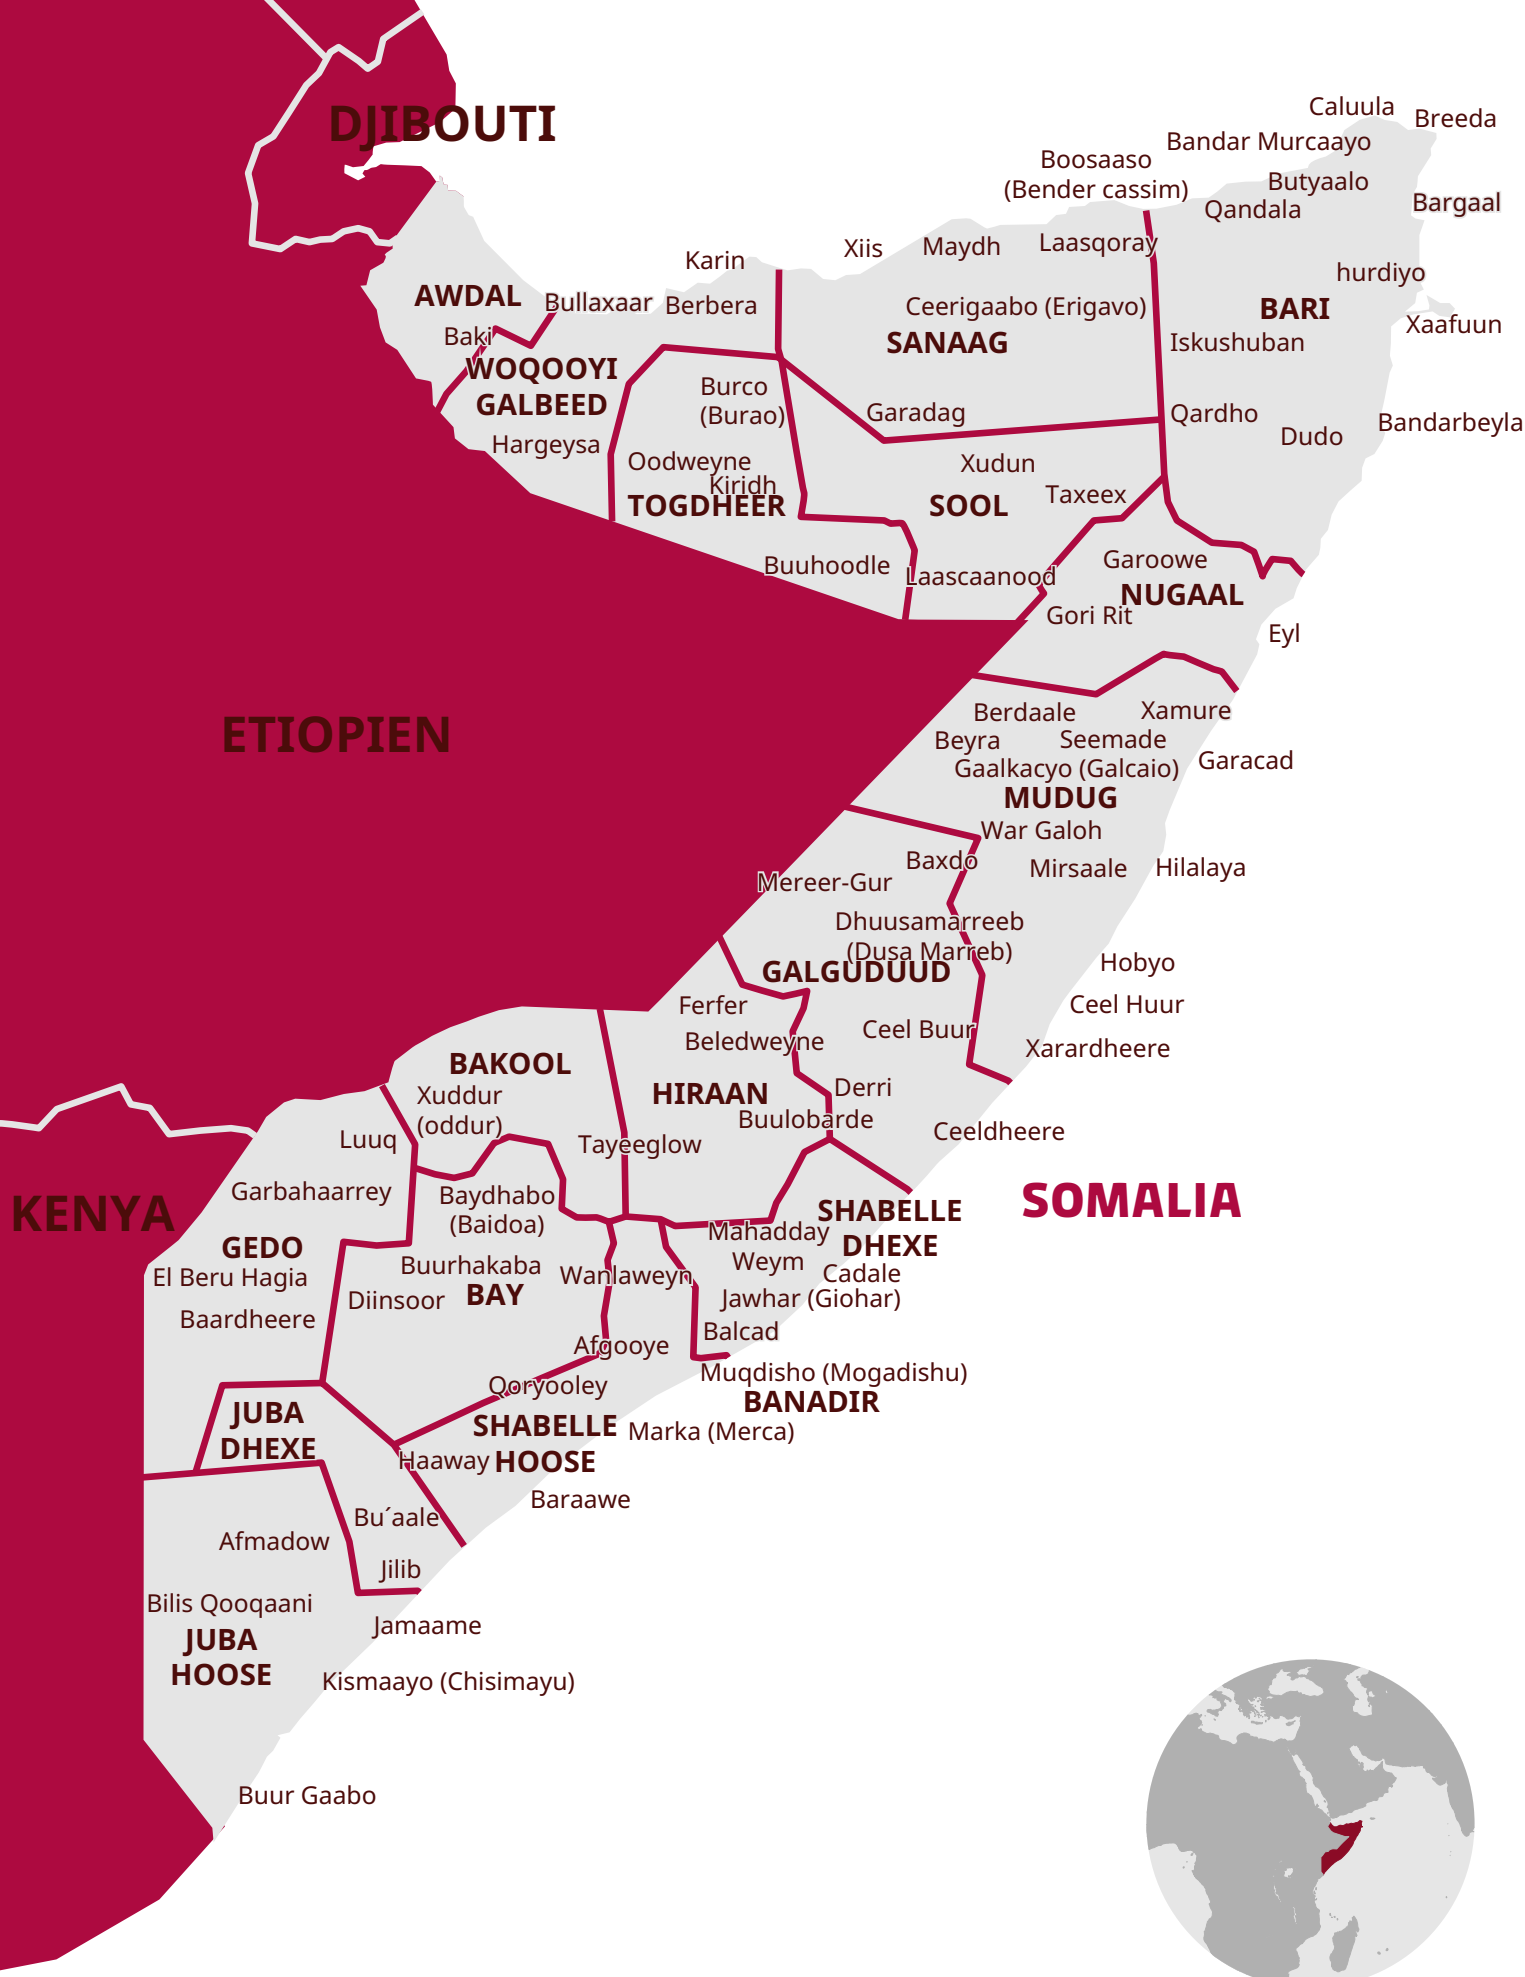 DJIBOUTI
Caluula
Breeda
Bandar Murcaayo
Boosaaso
(Bender cassim)
Butyaalo
Qandala
Bargaal
Karin
Xiis
Maydh
Laasqoray
hurdiyo
AWDAL
Bullaxaar
Berbera
Ceerigaabo (Erigavo)
BARI
Xaafuun
Baki
SANAAG
Iskushuban
WOQOOYI
GALBEED
Burco
(Burao)
Garadag
Qardho
Dudo
Bandarbeyla
Hargeysa
Oodweyne
Kiridh
TOGDHEER
Xudun
Taxeex
SOOL
Buuhoodle
Laascaanood
Garoowe
NUGAAL
Gori Rit
Eyl
ETIOPIEN
Berdaale
Xamure
Beyra
Seemade
Gaalkacyo (Galcaio)
Garacad
MUDUG
War Galoh
Baxdo
Mirsaale
Hilalaya
Mereer-Gur
Dhuusamarreeb
(Dusa Marreb)
GALGUDUUD
Hobyo
Ferfer
Ceel Huur
Beledweyne
Ceel Buur
Xarardheere
BAKOOL
HIRAAN
Derri
Xuddur
(oddur)
Buulobarde
Luuq
Tayeeglow
Ceeldheere
Garbahaarrey
Baydhabo
(Baidoa)
SOMALIA
KENYA
SHABELLE
DHEXE
Mahadday
Weym
GEDO
Buurhakaba
Wanlaweyn
Cadale
El Beru Hagia
BAY
Diinsoor
Jawhar (Giohar)
Baardheere
Afgooye
Balcad
Qoryooley
Muqdisho (Mogadishu)
BANADIR
JUBA
DHEXE
SHABELLE
HOOSE
Marka (Merca)
Haaway
Baraawe
Bu´aale
Afmadow
Jilib
Bilis Qooqaani
Jamaame
JUBA
HOOSE
Kismaayo (Chisimayu)
Buur Gaabo